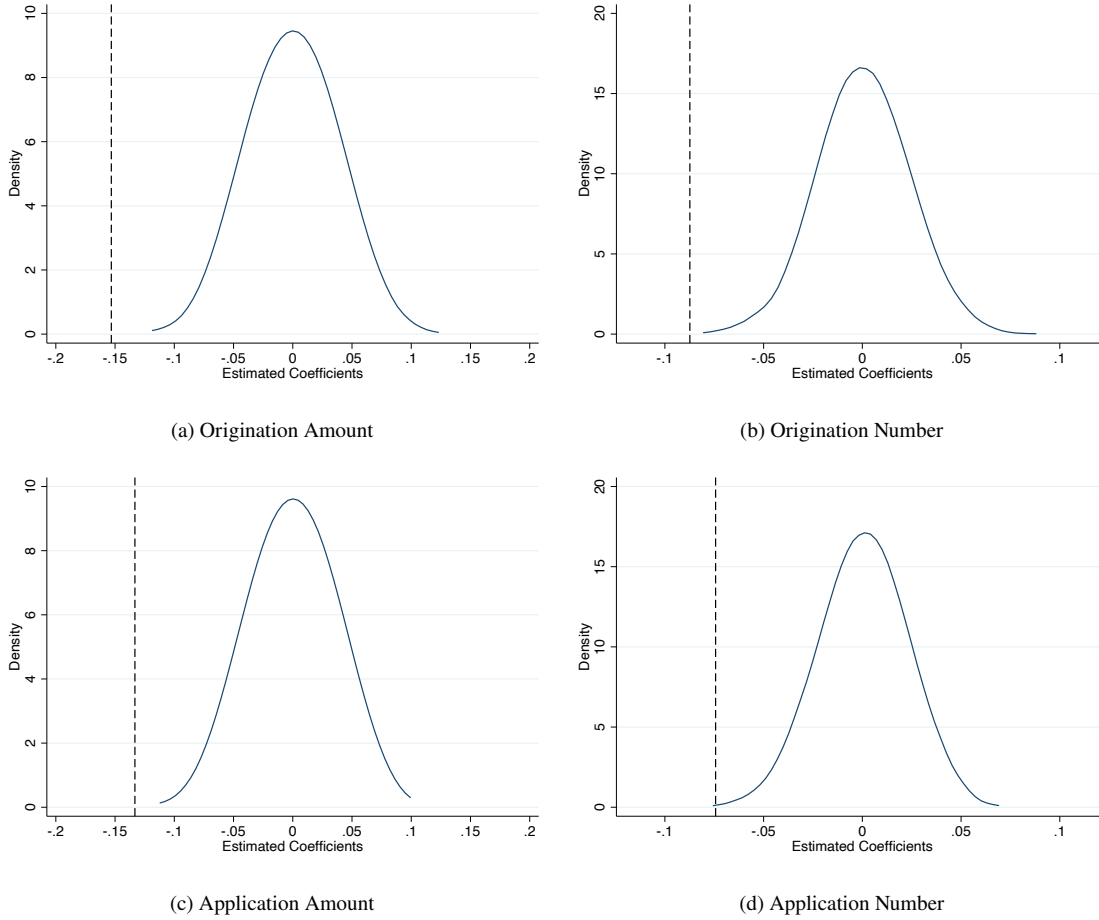 10
8
6
4
2
0
Density
-.2 -.15 -.1 -.05 0 .05 .1 .15 .2
Estimated Coefficients
(a) Origination Amount
20
15
10
5
0
Density
-.1 -.05 0 .05 .1
Estimated Coefficients
(b) Origination Number
10
8
6
4
2
0
Density
-.2 -.15 -.1 -.05 0 .05 .1 .15 .2
Estimated Coefficients
(c) Application Amount
20
15
10
5
0
Density
-.1 -.05 0 .05 .1
Estimated Coefficients
(d) Application Number